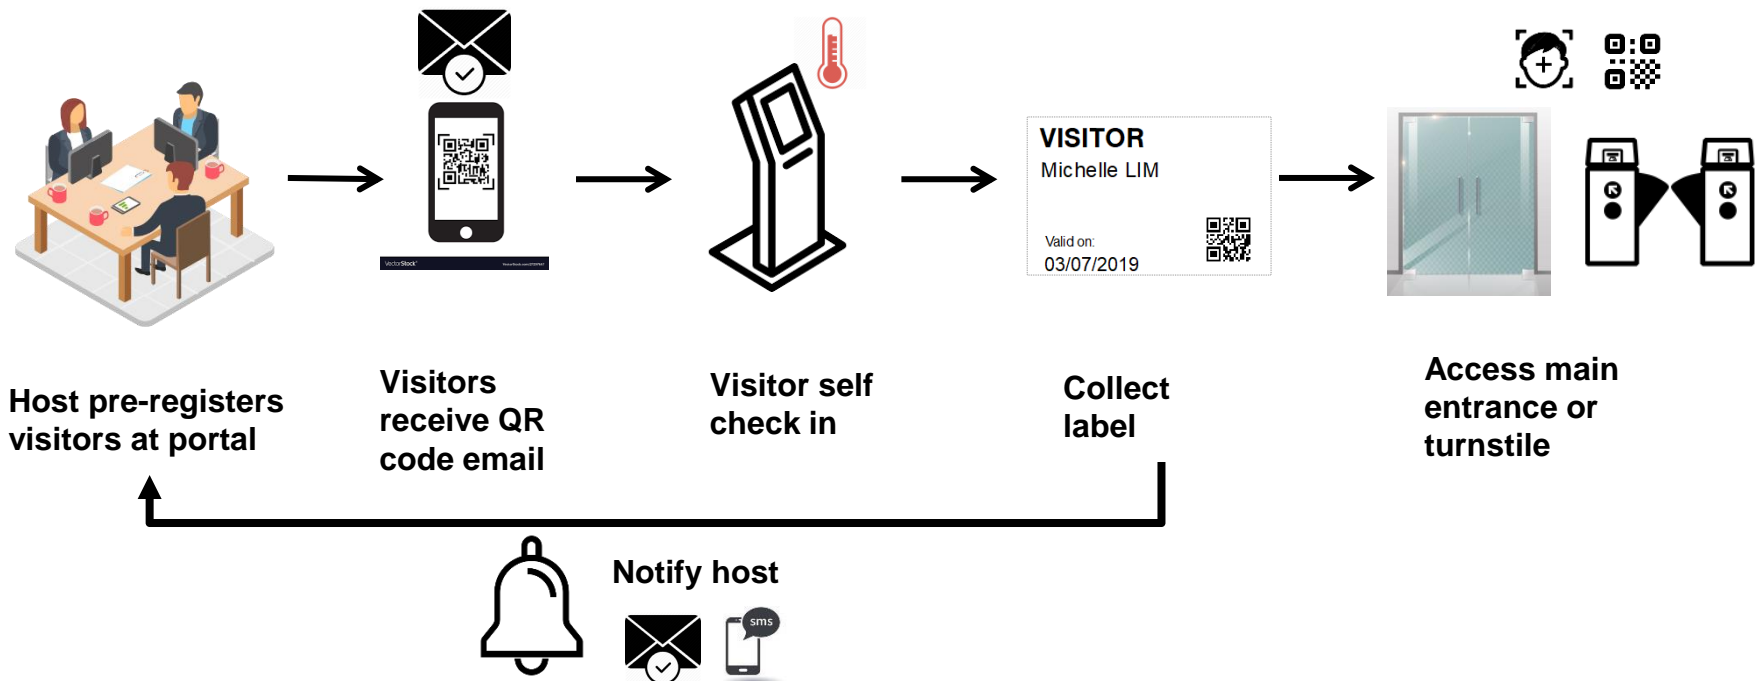 VISITOR
Michelle LIM
Valid on:
03/07/2019
VectorStock®
Host pre-registers
visitors at portal
Visitors
receive QR
code email
Visitor self
check in
Collect
label
Access main
entrance or
turnstile
Notify host
sms